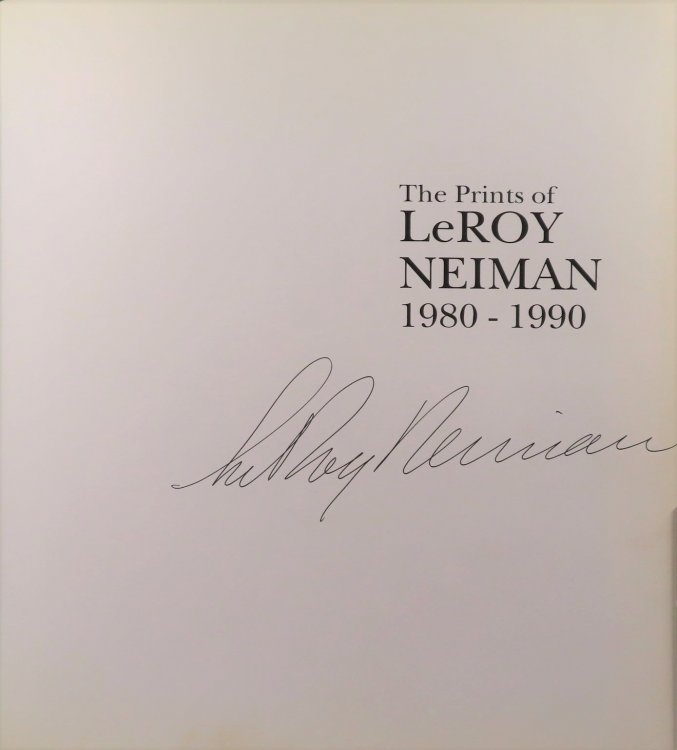 The Prints of
LeROY
NEIMAN
1980 - 1990
LeRoy Neiman